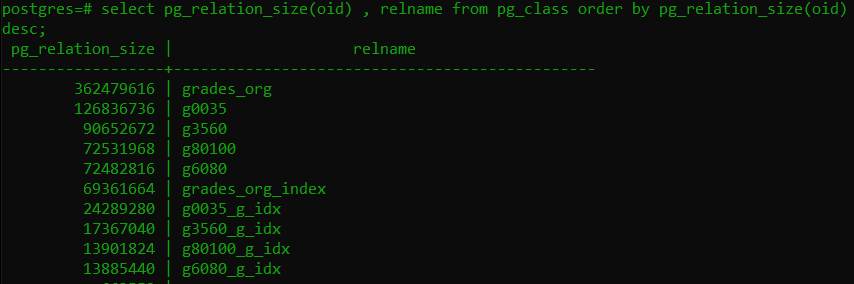 postgres=# select pg_relation_size(oid) , relname from pg_class order by pg_relation_size(oid)
desc;
pg_relation_size | relname
------------------+----------------------------------------------
362479616 | grades_org
126836736 | g0035
90652672 | g3560
72531968 | g80100
72482816 | g6080
69361664 | grades_org_index
24289280 | g0035_g_idx
17367040 | g3560_g_idx
13901824 | g80100_g_idx
13885440 | g6080_g_idx